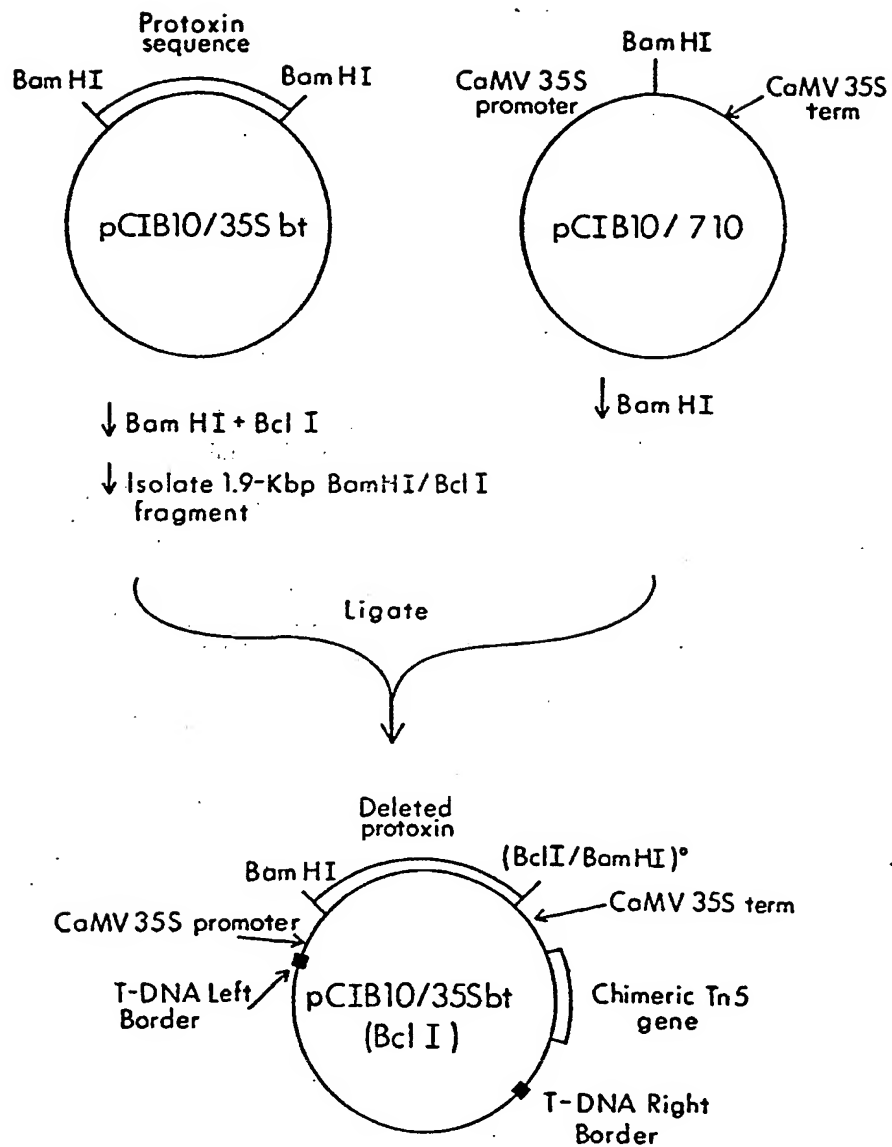 Protoxin
sequence
Bam HI
Bam HI
pCIB10/35S bt
Bam HI
CaMV 35S
promoter
CaMV 35S
term
pCIB10/ 710
↓ Bam HI + Bcl I
↓ Isolate 1.9-Kbp BamHI/Bcl I
fragment
↓ Bam HI
Ligate
Deleted
protoxin
Bam HI
(BclI/BamHI)°
CaMV 35S promoter
CaMV 35S term
T-DNA Left
Border
pCIB10/35Sbt
(Bcl I)
Chimeric Tn5
gene
T-DNA Right
Border